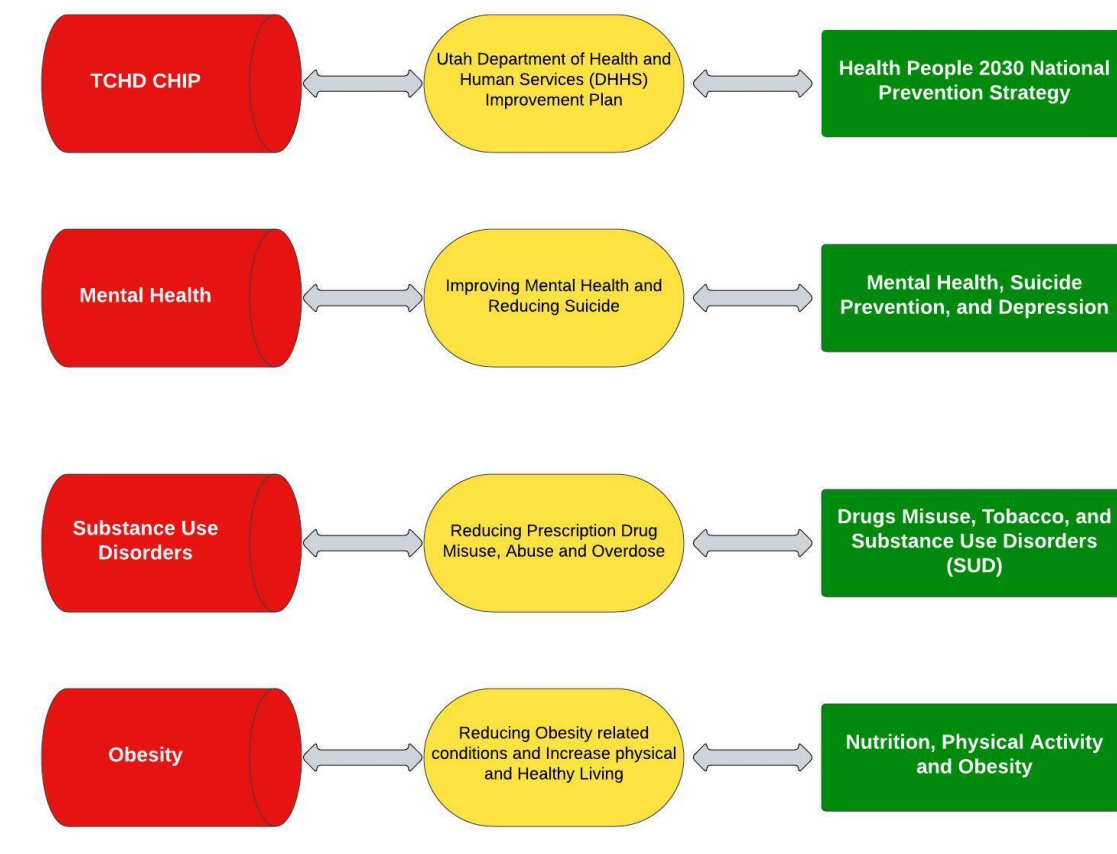 TCHD CHIP
Utah Department of Health and
Human Services (DHHS)
Improvement Plan
Health People 2030 National
Prevention Strategy
Mental Health
Improving Mental Health and
Reducing Suicide
Mental Health, Suicide
Prevention, and Depression
Substance Use
Disorders
Reducing Prescription Drug
Misuse, Abuse and Overdose
Drugs Misuse, Tobacco, and
Substance Use Disorders
(SUD)
Obesity
Reducing Obesity related
conditions and Increase physical
and Healthy Living
Nutrition, Physical Activity
and Obesity